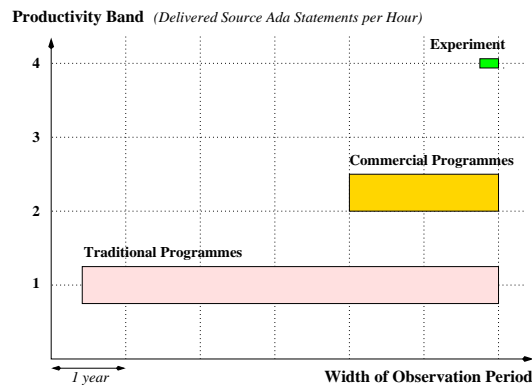 Productivity Band (Delivered Source Ada Statements per Hour)
Experiment
4
3
Commercial Programmes
2
Traditional Programmes
1
1 year
Width of Observation Period